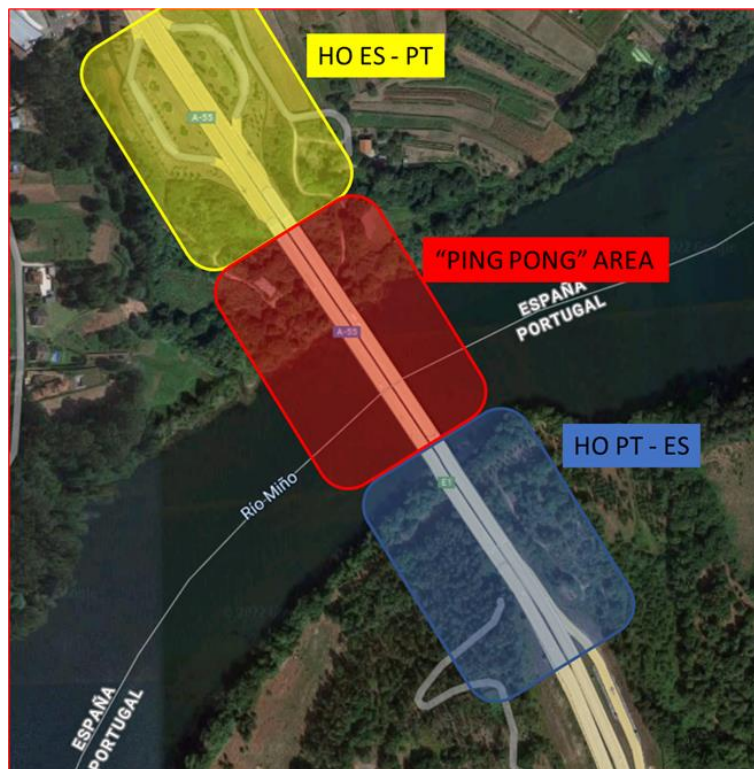 HO ES - PT
A-55
"PING PONG" AREA
A-55
ESPAÑA
PORTUGAL
HO PT - ES
E1
Río-Miño
ESPAÑA
PORTUGAL